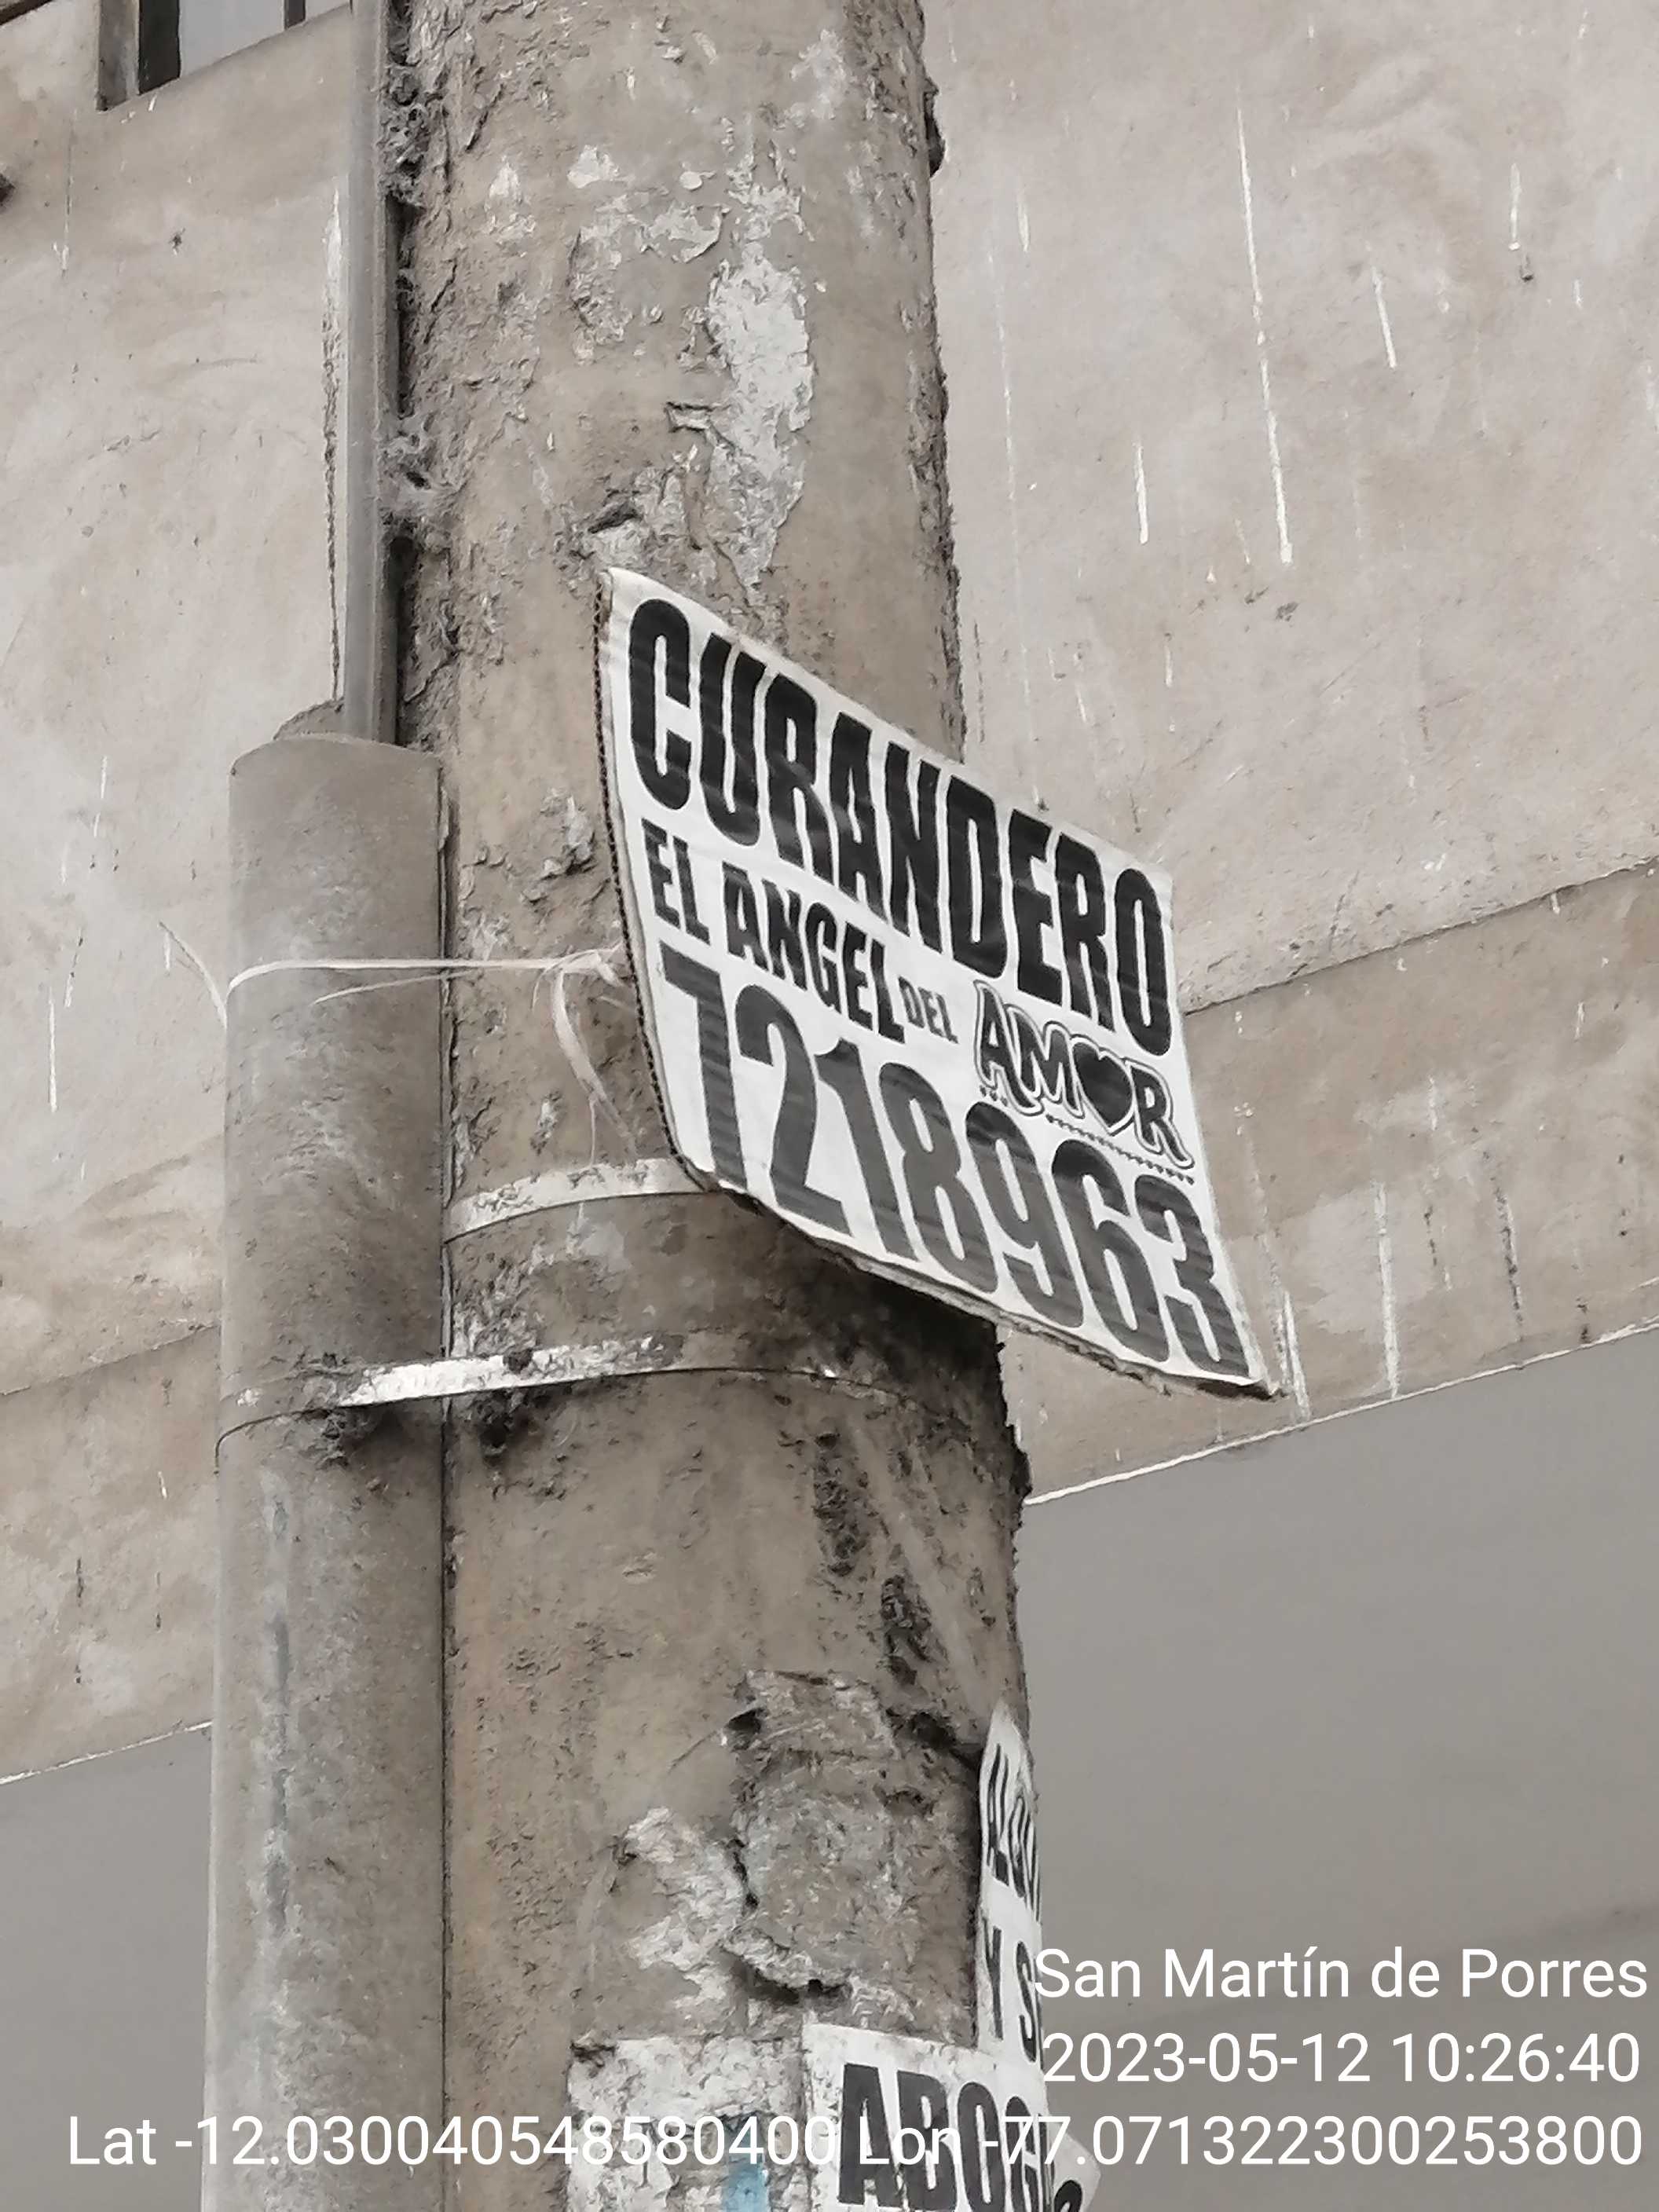 CURANDERO
EL ANGEL DEL AMOR
7218963
Y
San Martín de Porres
2023-05-12 10:26:40
Lat -12.030040548580400 Lon -77.071322300253800